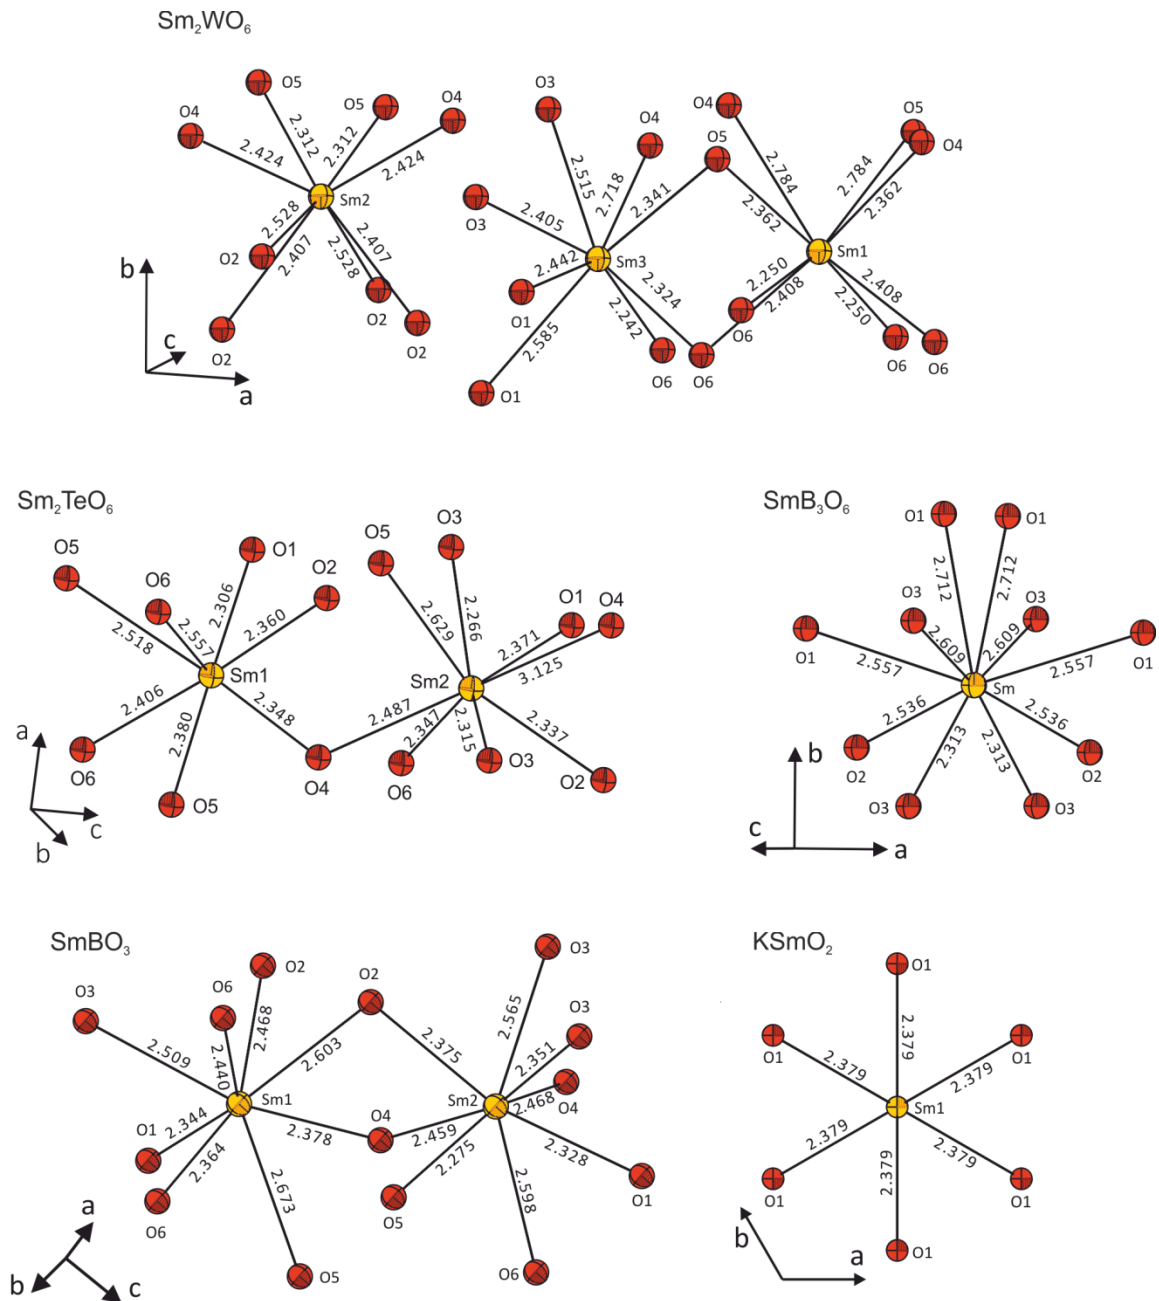 Sm₂WO₆
O5
O4
O5
O4
2.312
2.312
2.424
2.424
Sm2
2.528
2.407
2.528
2.407
O2
O2
O2
O2
b
c
a
O3
O4
O5
O4
O5
O4
2.515
2.718
2.341
2.784
2.784
2.362
2.362
2.405
O3
2.442
Sm3
Sm1
O1
2.585
2.324
2.242
2.250
2.408
2.408
2.250
O1
O6
O6
O6
O6
O6
Sm₂TeO₆
O5
O6
O1
O2
2.306
2.557
2.360
2.518
Sm1
2.406
2.380
2.348
O6
O5
O4
O5
O3
O1
O4
2.629
2.266
2.371
3.125
Sm2
2.487
2.347
2.315
2.337
O6
O3
O2
a
c
b
SmB₃O₆
O1
O1
2.712
2.712
O3
O3
O1
O1
2.609
2.609
2.557
2.557
Sm
2.536
2.536
2.313
2.313
O2
O2
O3
O3
b
c
a
SmBO₃
O3
O6
O2
O2
2.468
2.509
2.440
2.603
Sm1
2.344
2.364
2.378
2.673
O1
O6
O5
O4
O3
O3
2.565
2.375
2.351
Sm2
2.468
O4
2.459
2.275
2.598
2.328
O5
O6
O1
a
b
c
KSmO₂
O1
O1
O1
2.379
2.379
2.379
Sm1
2.379
2.379
2.379
O1
O1
O1
b
a